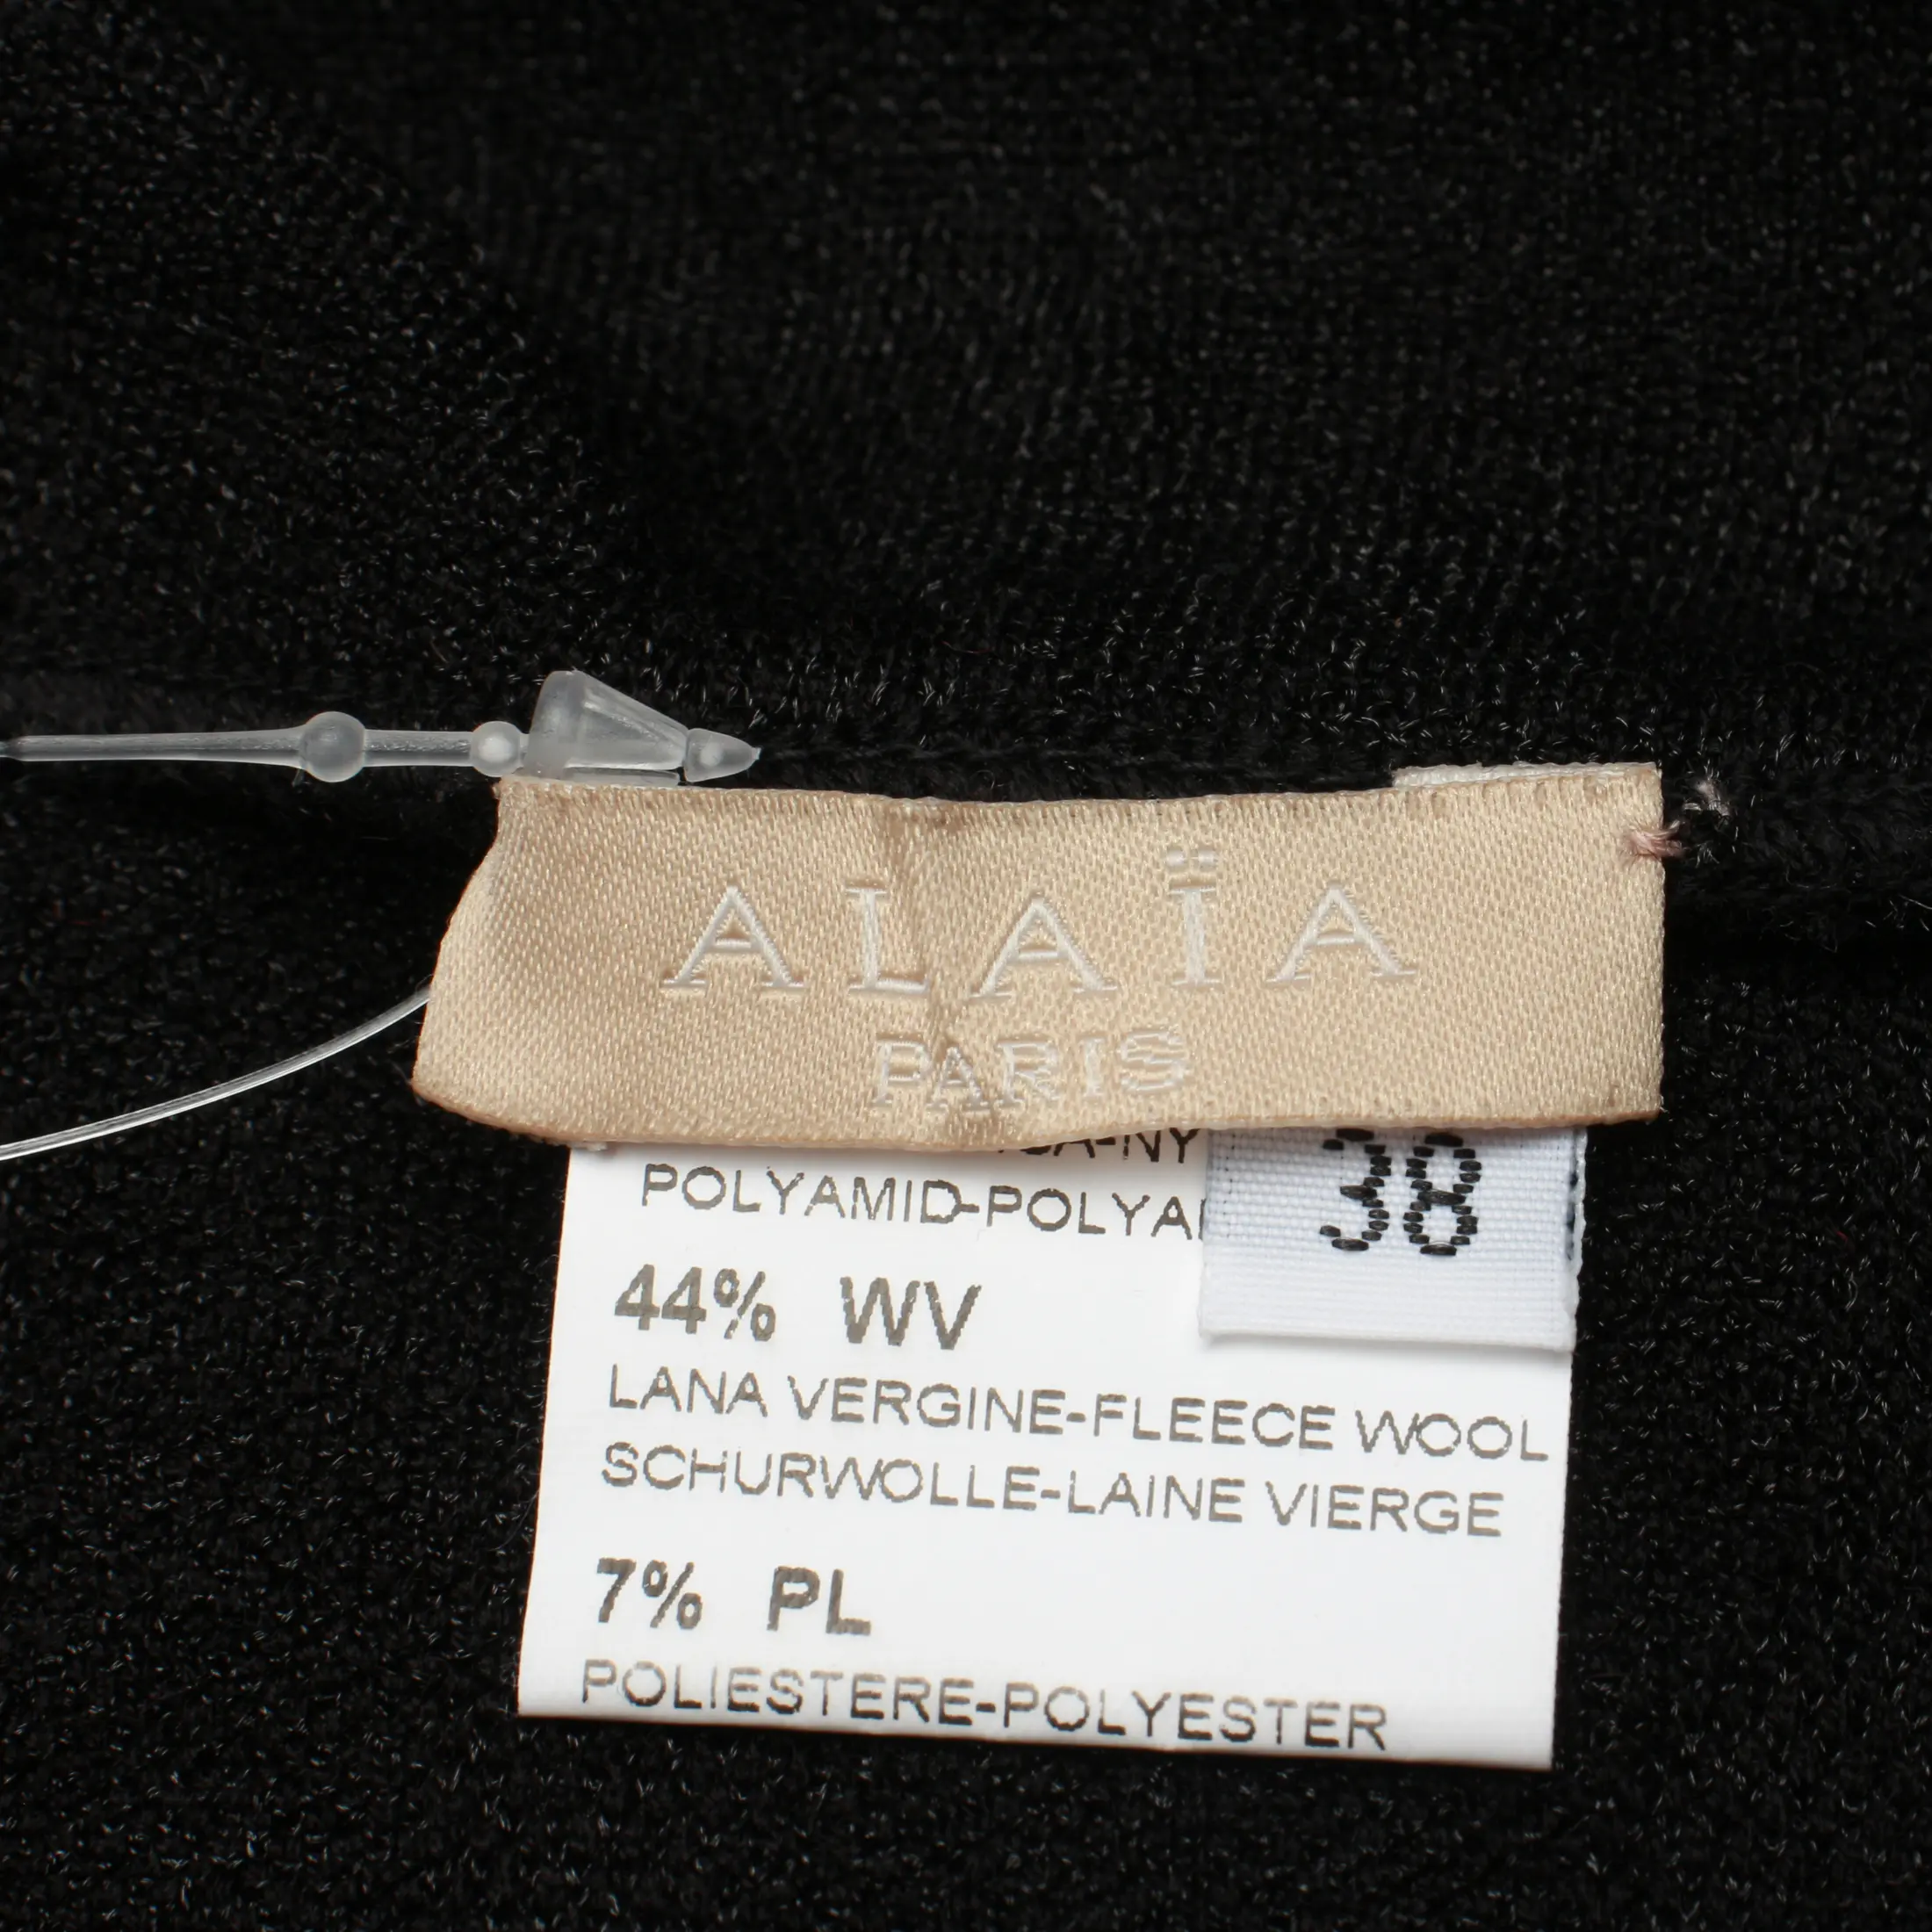 ALAÏA
PARIS
38
POLYAMID-POLYA
44% WV
LANA VERGINE-FLEECE WOOL
SCHURWOLLE-LAINE VIERGE
7% PL
POLIESTERE-POLYESTER